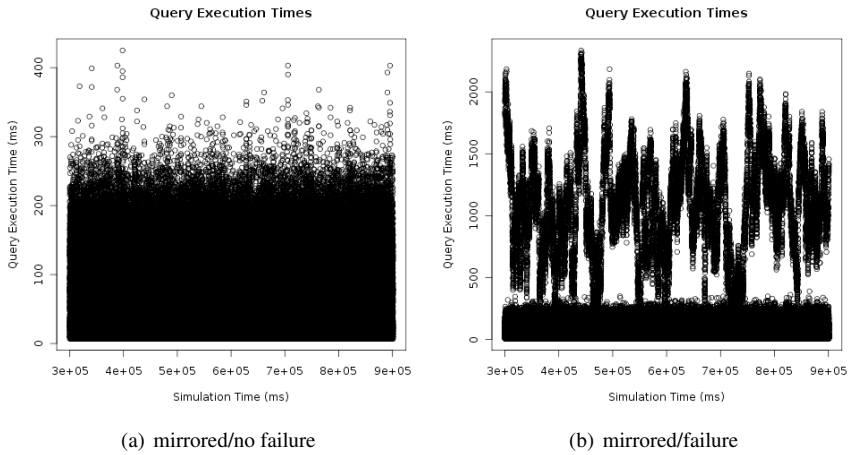 Query Execution Times
Query Execution Time (ms)
400
300
200
100
0
3e+05 4e+05 5e+05 6e+05 7e+05 8e+05 9e+05
Simulation Time (ms)
(a) mirrored/no failure
Query Execution Times
Query Execution Time (ms)
2000
1500
1000
500
0
3e+05 4e+05 5e+05 6e+05 7e+05 8e+05 9e+05
Simulation Time (ms)
(b) mirrored/failure